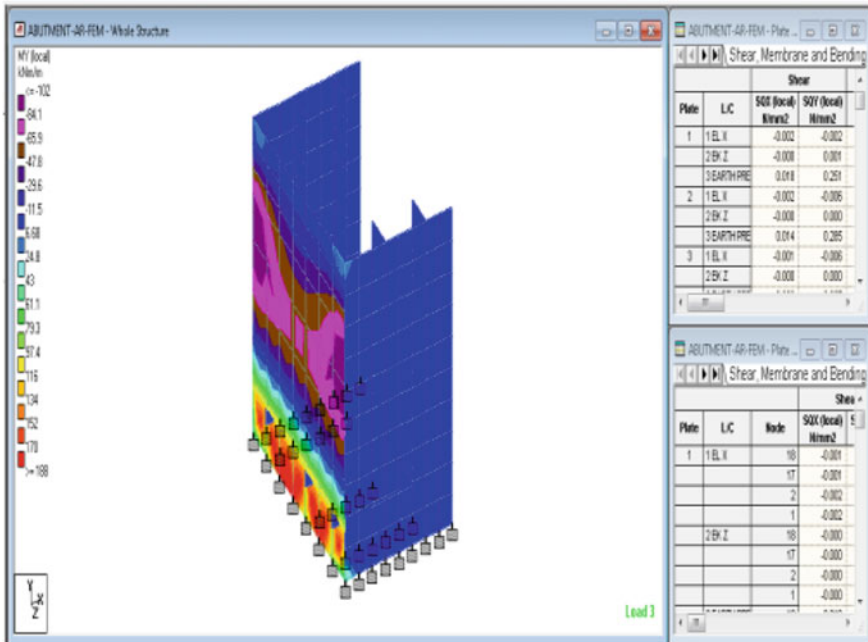 ABUTMENT-AR-FEM - Whole Structure
MY (local)
kNm/m
<= -102
-84.1
-65.9
-47.8
-29.6
-11.5
6.68
24.8
43
61.1
79.3
97.4
116
134
152
170
>= 188
Y
X
Z
Load 3
ABUTMENT-AR-FEM - Plate ...
Shear, Membrane and Bending
Shear
Plate L/C SQX (local) N/mm2 SQY (local) N/mm2
1 1 EL X -0.002 -0.002
2 EK Z -0.000 0.001
3 EARTH PRE 0.018 0.251
2 1 EL X -0.002 -0.006
2 EK Z -0.000 0.000
3 EARTH PRE 0.014 0.285
3 1 EL X -0.001 -0.006
2 EK Z -0.000 0.000
ABUTMENT-AR-FEM - Plate ...
Shear, Membrane and Bending
Shea
Plate L/C Node SQX (local) N/mm2 S
1 1 EL X 18 -0.001
17 -0.001
2 -0.002
1 -0.002
2 EK Z 18 -0.000
17 -0.000
2 -0.000
1 -0.000